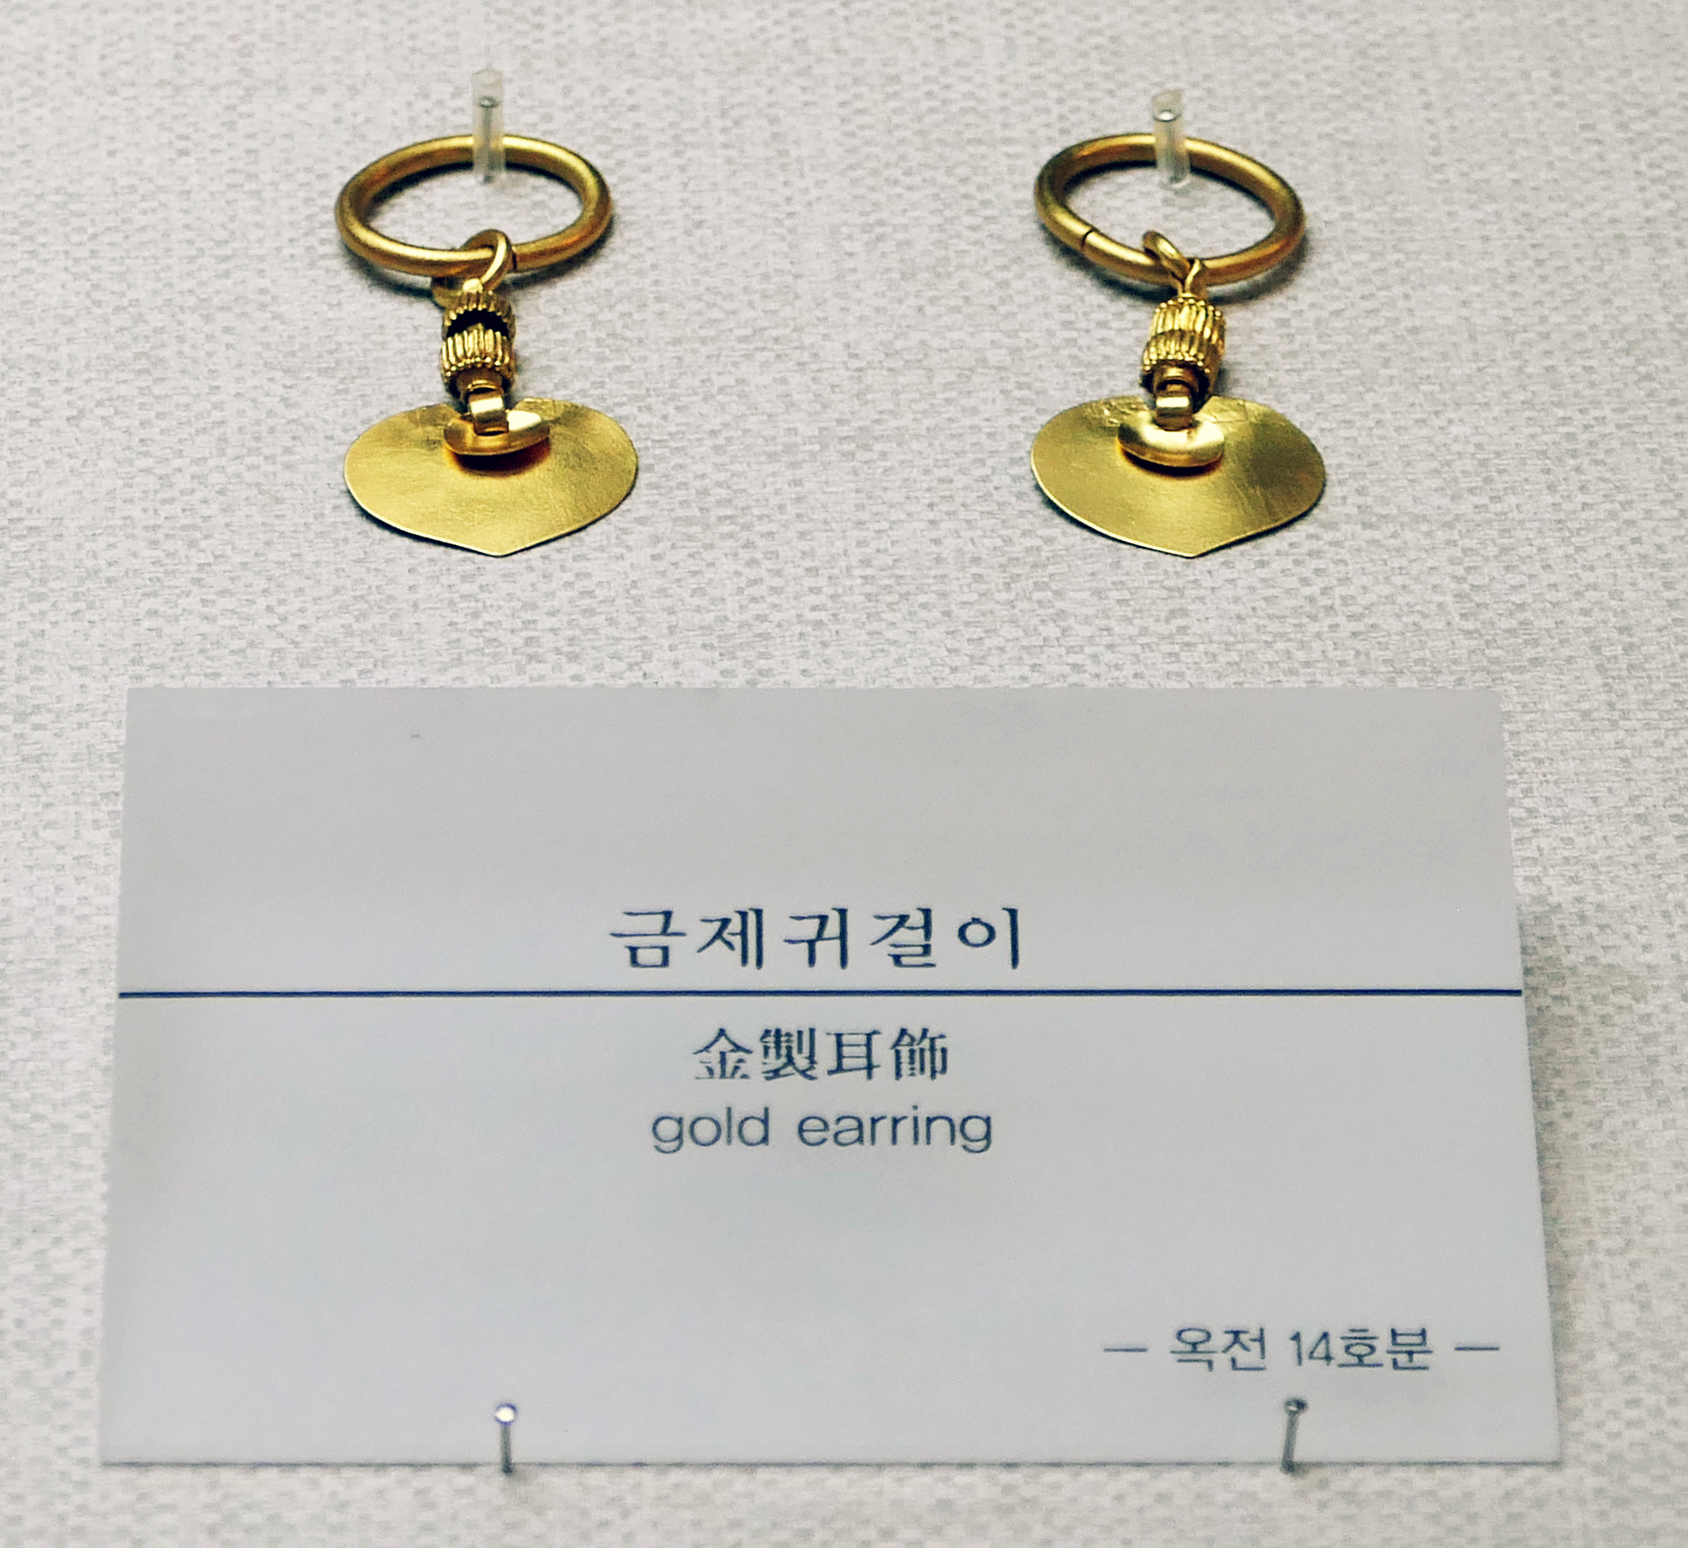 금제귀걸이
金製耳飾
gold earring
— 옥전 14호분 —